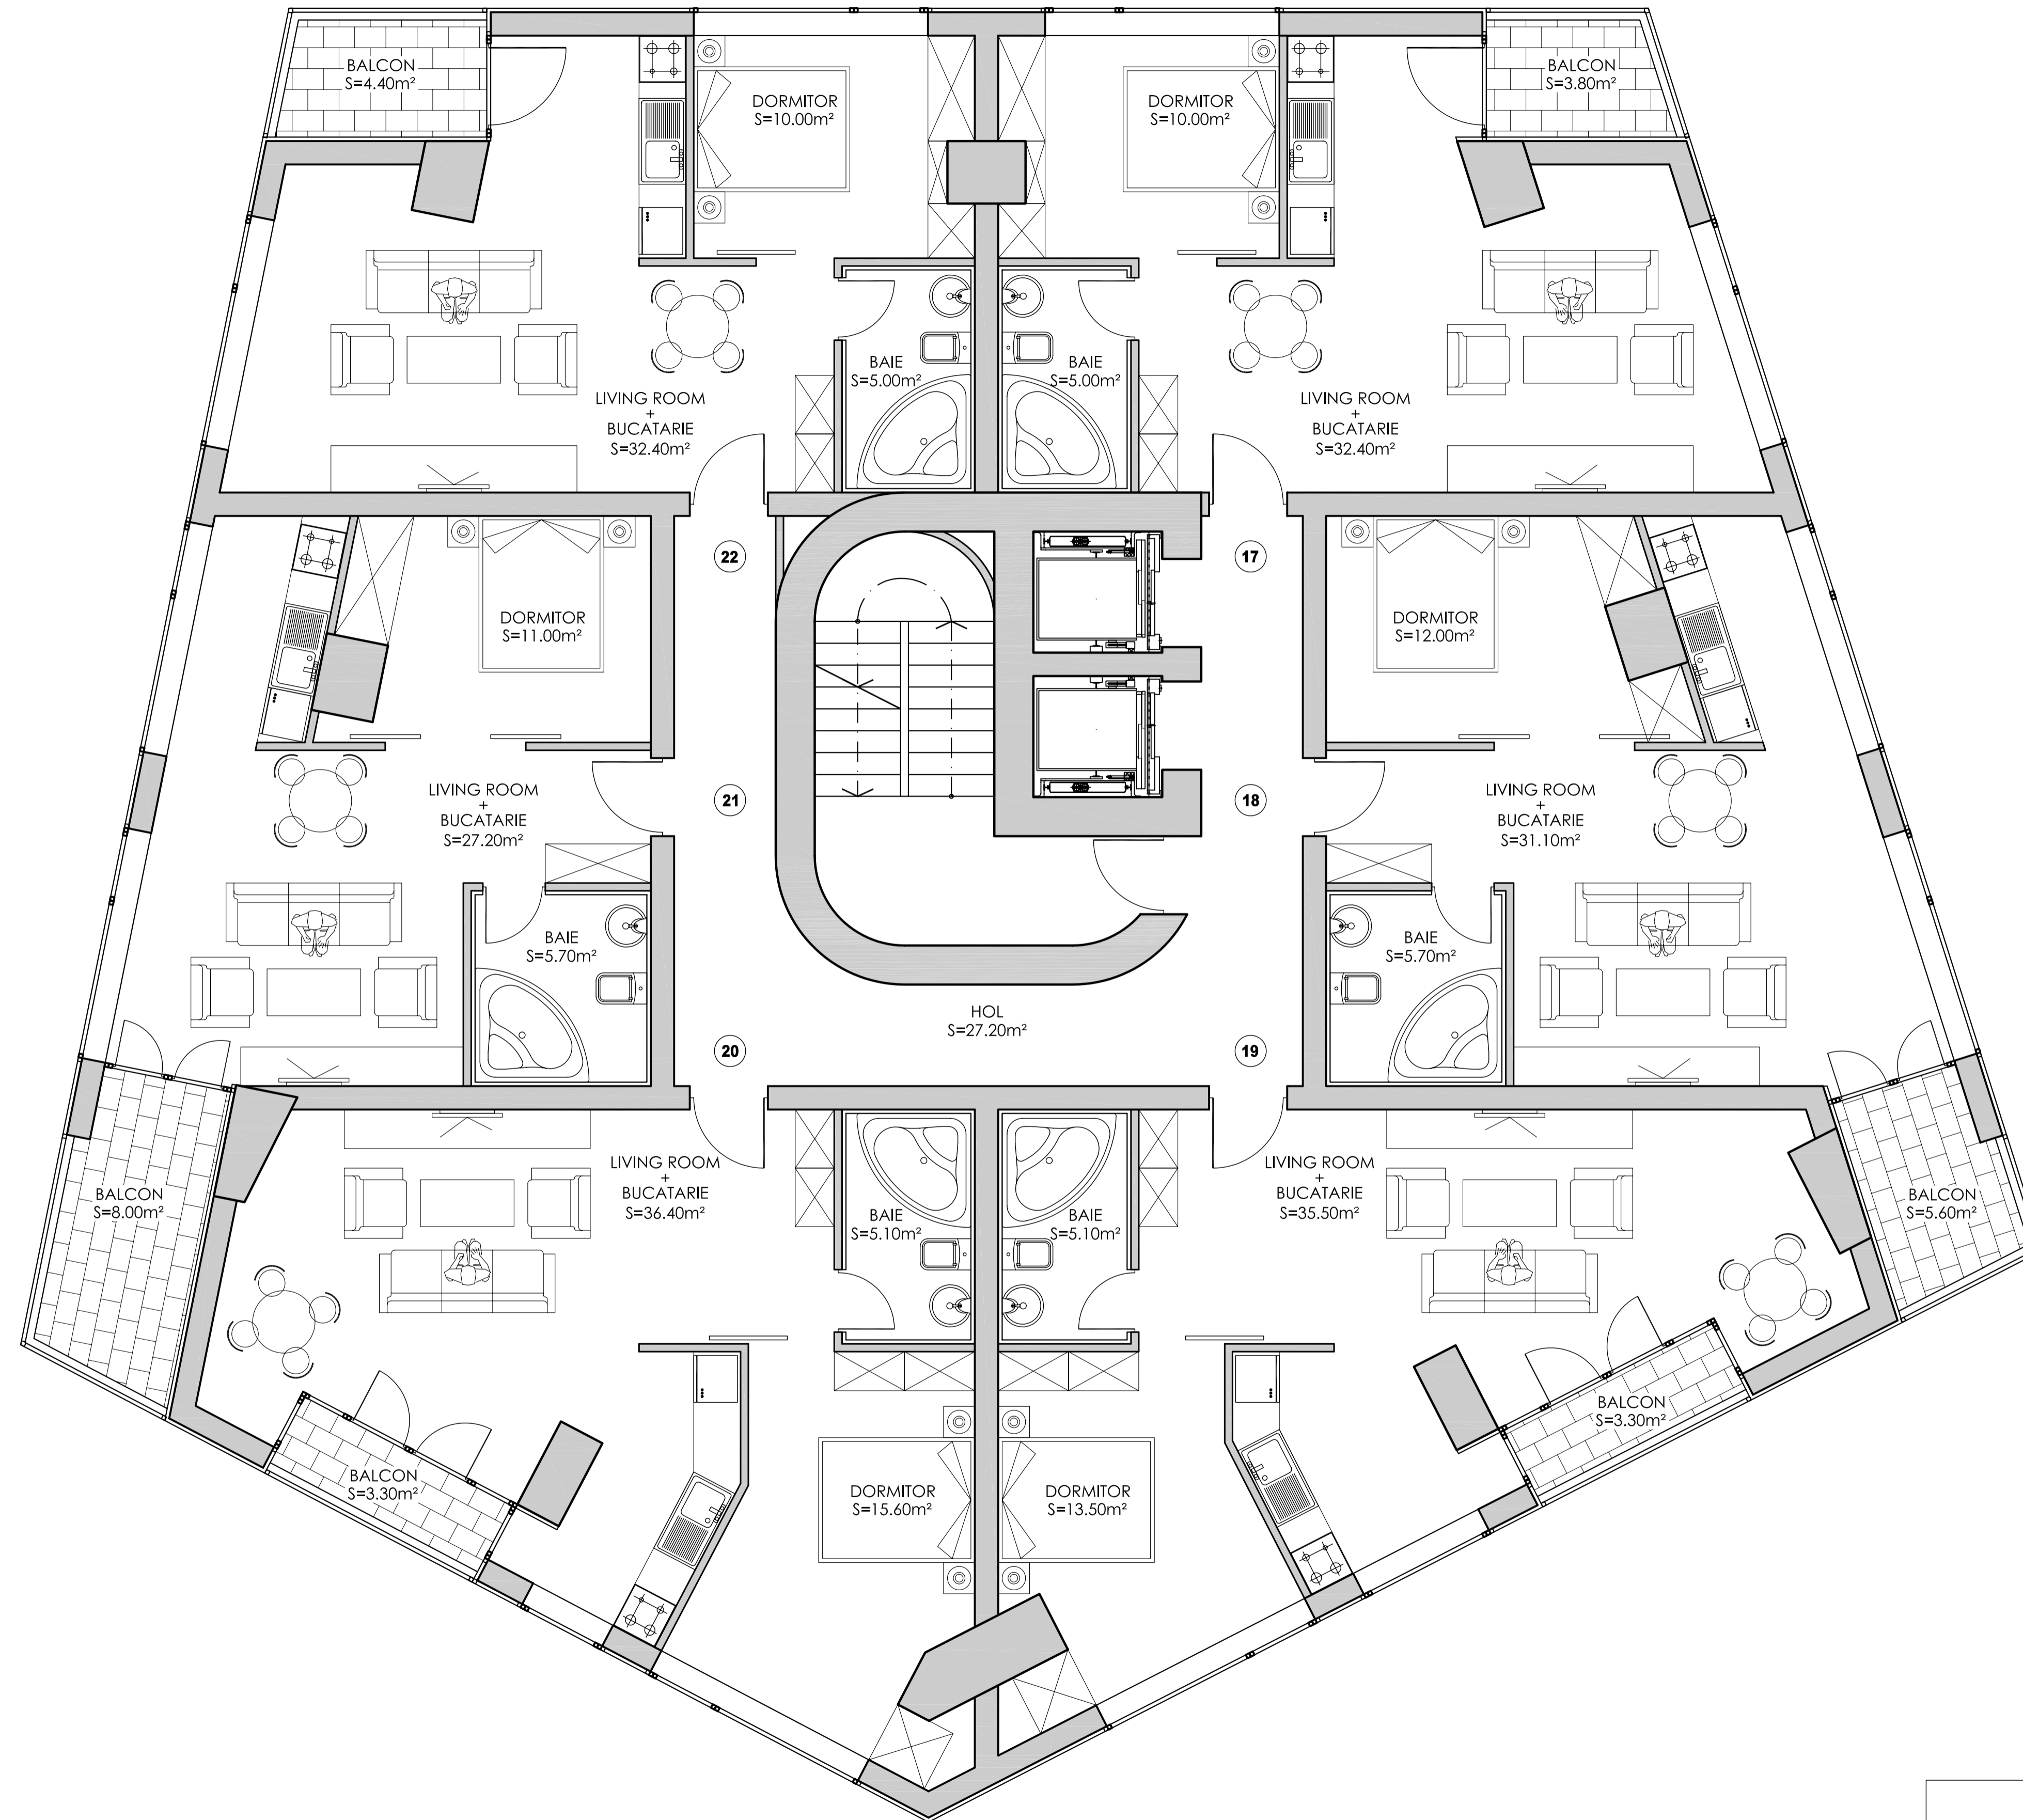 BALCON
S=4.40m²
DORMITOR
S=10.00m²
DORMITOR
S=10.00m²
BALCON
S=3.80m²
BAIE
S=5.00m²
BAIE
S=5.00m²
LIVING ROOM
+
BUCATARIE
S=32.40m²
LIVING ROOM
+
BUCATARIE
S=32.40m²
22
17
DORMITOR
S=11.00m²
DORMITOR
S=12.00m²
LIVING ROOM
+
BUCATARIE
S=27.20m²
21
18
LIVING ROOM
+
BUCATARIE
S=31.10m²
BAIE
S=5.70m²
BAIE
S=5.70m²
HOL
S=27.20m²
20
19
LIVING ROOM
+
BUCATARIE
S=36.40m²
LIVING ROOM
+
BUCATARIE
S=35.50m²
BALCON
S=8.00m²
BAIE
S=5.10m²
BAIE
S=5.10m²
BALCON
S=5.60m²
BALCON
S=3.30m²
BALCON
S=3.30m²
DORMITOR
S=15.60m²
DORMITOR
S=13.50m²